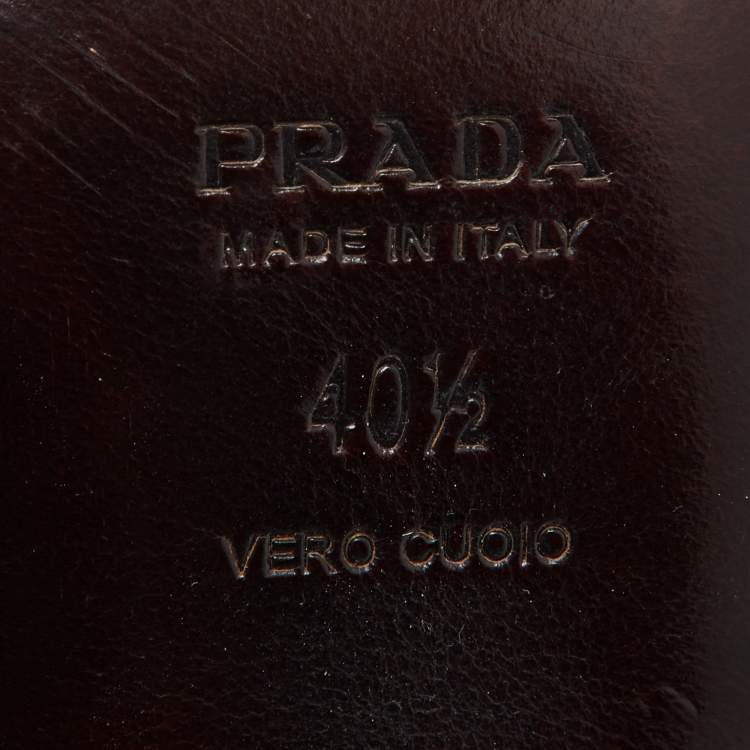 PRADA
MADE IN ITALY
40½
VERO CUOIO